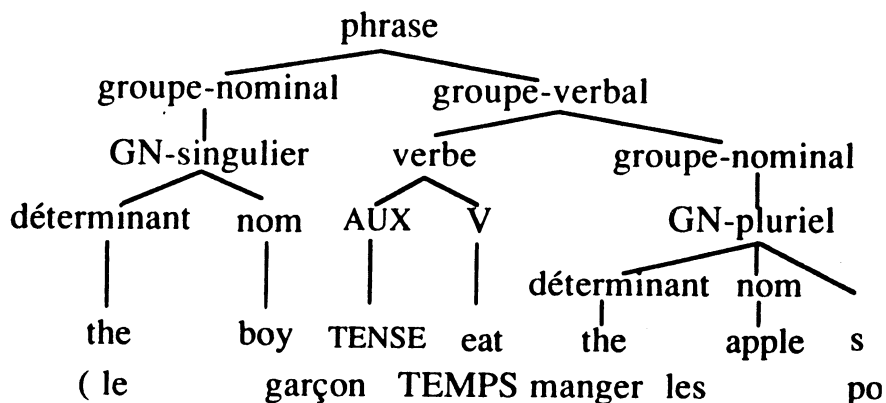 phrase
groupe-nominal groupe-verbal
GN-singulier verbe groupe-nominal
déterminant nom AUX V GN-pluriel
déterminant nom
the boy TENSE eat the apple s
( le garçon TEMPS manger les po